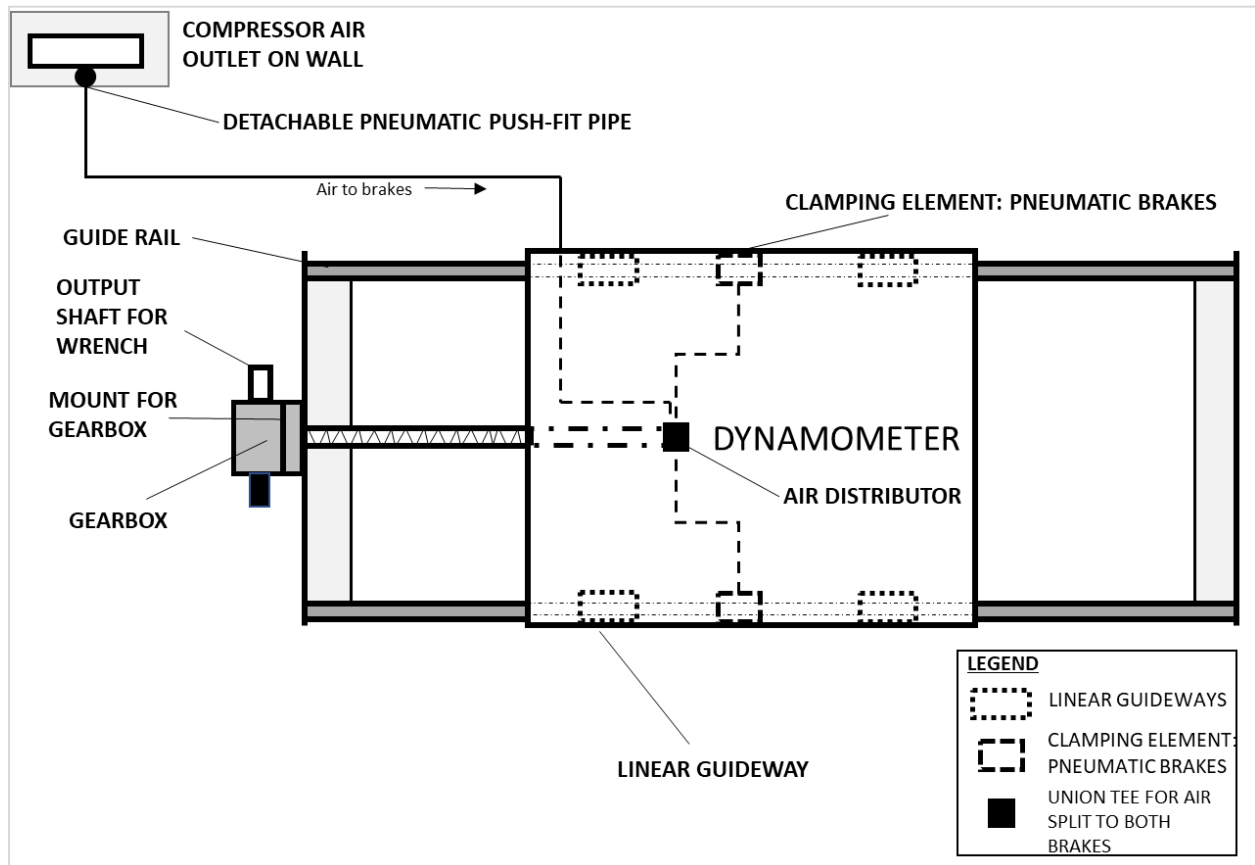 COMPRESSOR AIR
OUTLET ON WALL
DETACHABLE PNEUMATIC PUSH-FIT PIPE
Air to brakes
CLAMPING ELEMENT: PNEUMATIC BRAKES
GUIDE RAIL
OUTPUT
SHAFT FOR
WRENCH
MOUNT FOR
GEARBOX
DYNAMOMETER
AIR DISTRIBUTOR
GEARBOX
LINEAR GUIDEWAY
LEGEND
LINEAR GUIDEWAYS
CLAMPING ELEMENT:
PNEUMATIC BRAKES
UNION TEE FOR AIR
SPLIT TO BOTH
BRAKES